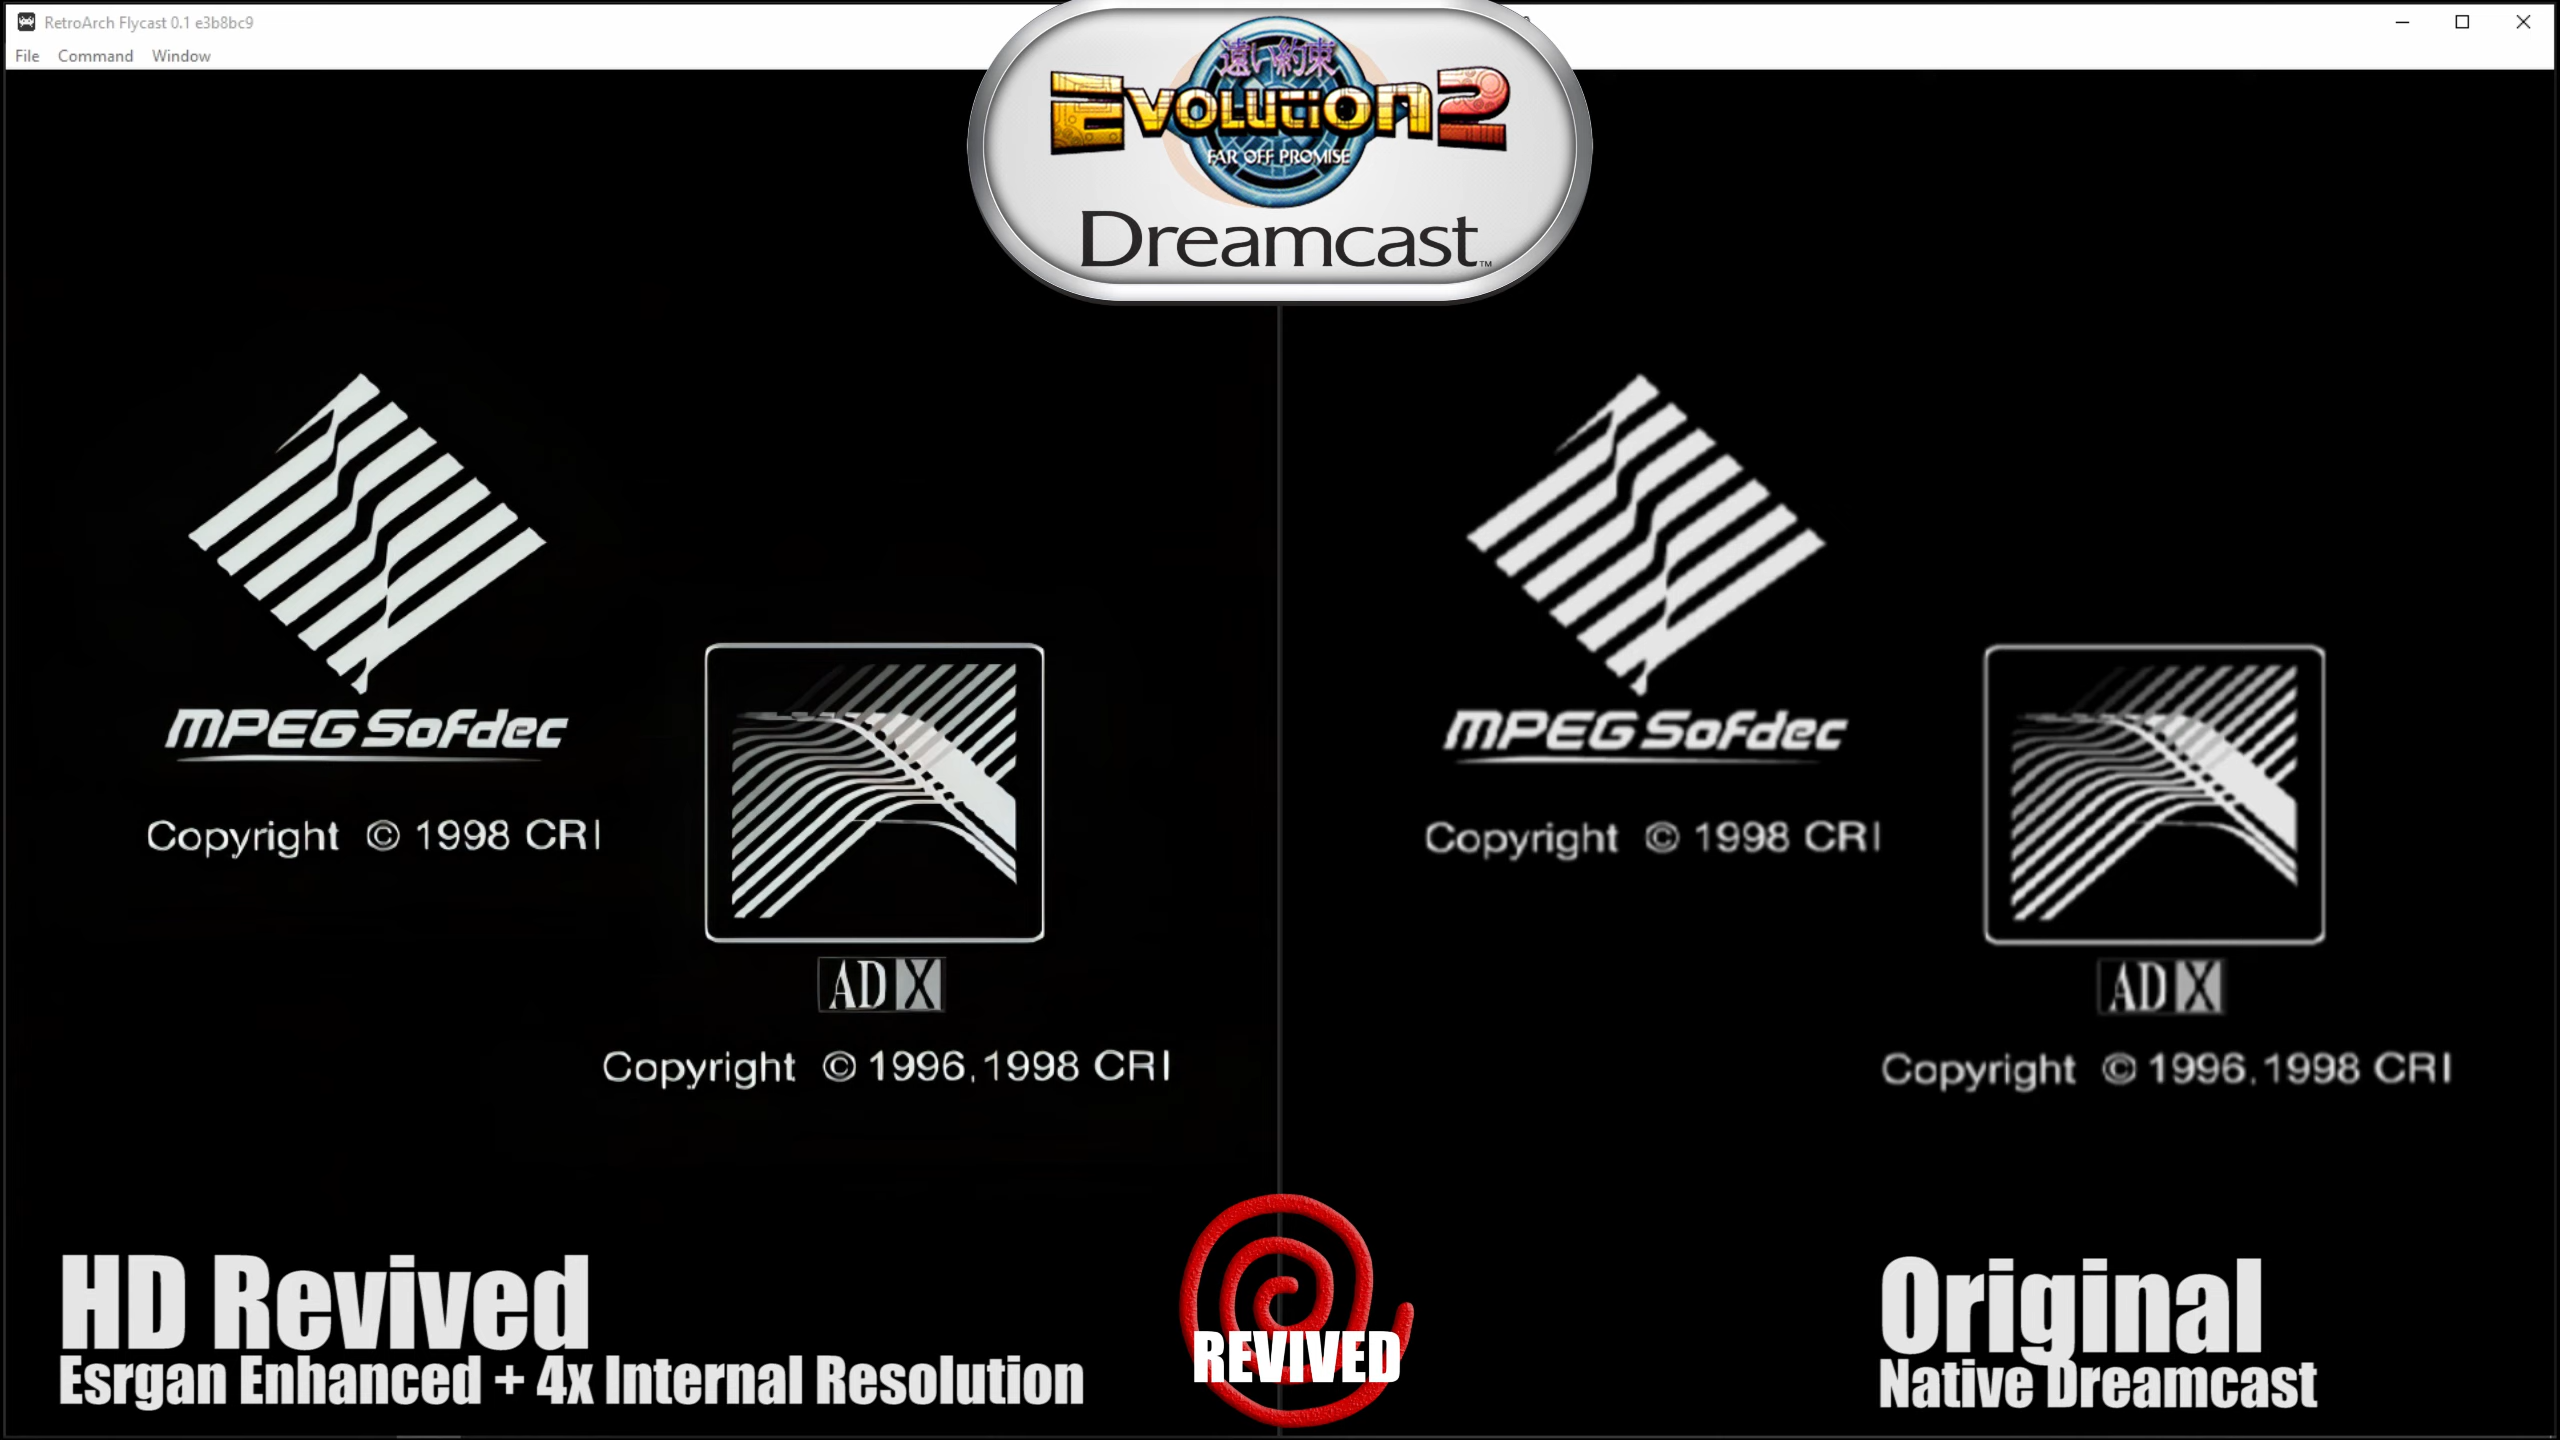 RetroArch Flycast 0.1 e3b8bc9
File Command Window
遠い約束
EVOLUTION 2
FAR OFF PROMISE
Dreamcast™
MPEG Sofdec
Copyright © 1998 CRI
ADX
Copyright © 1996,1998 CRI
MPEG Sofdec
Copyright © 1998 CRI
ADX
Copyright © 1996,1998 CRI
HD Revived
Esrgan Enhanced + 4x Internal Resolution
REVIVED
Original
Native Dreamcast